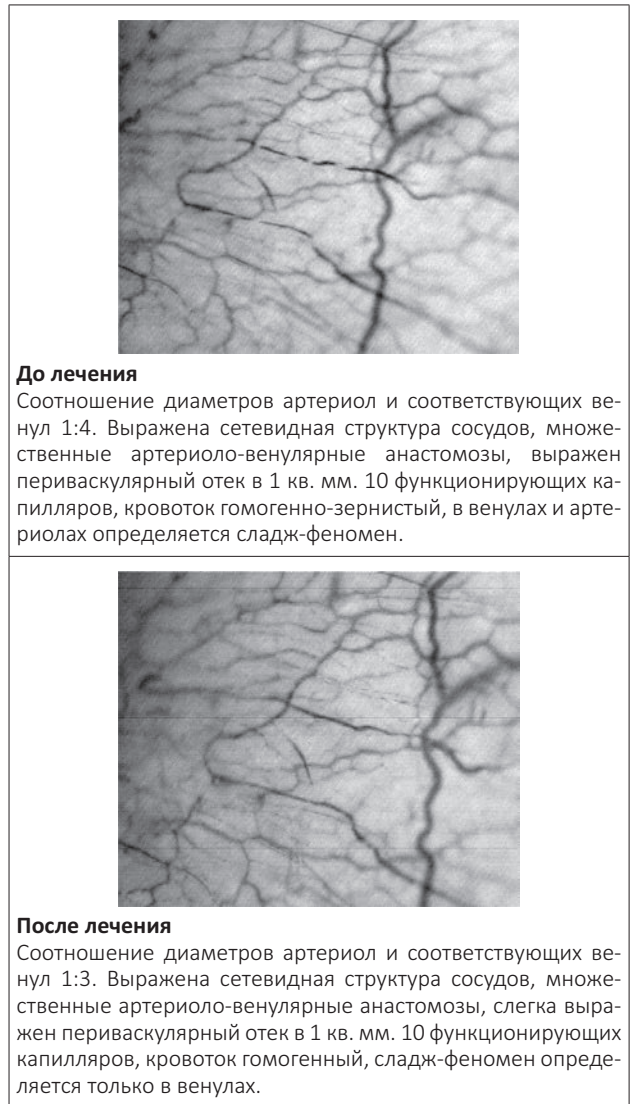 До лечения
Соотношение диаметров артериол и соответствующих ве-
нул 1:4. Выражена сетевидная структура сосудов, множе-
ственные артериоло-венулярные анастомозы, выражен
периваскулярный отек в 1 кв. мм. 10 функционирующих ка-
пилляров, кровоток гомогенно-зернистый, в венулах и арте-
риолах определяется сладж-феномен.
После лечения
Соотношение диаметров артериол и соответствующих ве-
нул 1:3. Выражена сетевидная структура сосудов, множе-
ственные артериоло-венулярные анастомозы, слегка выра-
жен периваскулярный отек в 1 кв. мм. 10 функционирующих
капилляров, кровоток гомогенный, сладж-феномен опреде-
ляется только в венулах.